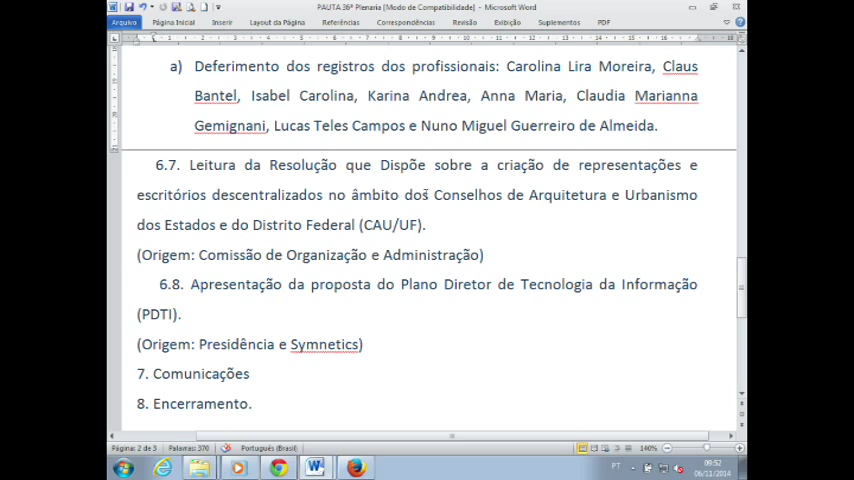 PAUTA 36ª Plenaria [Modo de Compatibilidade] - Microsoft Word
Arquivo Página Inicial Inserir Layout da Página Referências Correspondências Revisão Exibição Suplementos PDF
a) Deferimento dos registros dos profissionais: Carolina Lira Moreira, Claus
Bantel, Isabel Carolina, Karina Andrea, Anna Maria, Claudia Marianna
Gemignani, Lucas Teles Campos e Nuno Miguel Guerreiro de Almeida.
6.7. Leitura da Resolução que Dispõe sobre a criação de representações e
escritórios descentralizados no âmbito dos Conselhos de Arquitetura e Urbanismo
dos Estados e do Distrito Federal (CAU/UF).
(Origem: Comissão de Organização e Administração)
6.8. Apresentação da proposta do Plano Diretor de Tecnologia da Informação
(PDTI).
(Origem: Presidência e Symnetics)
7. Comunicações
8. Encerramento.
Página: 2 de 3 Palavras: 370 Português (Brasil) 140%
PT 09:52
06/11/2014